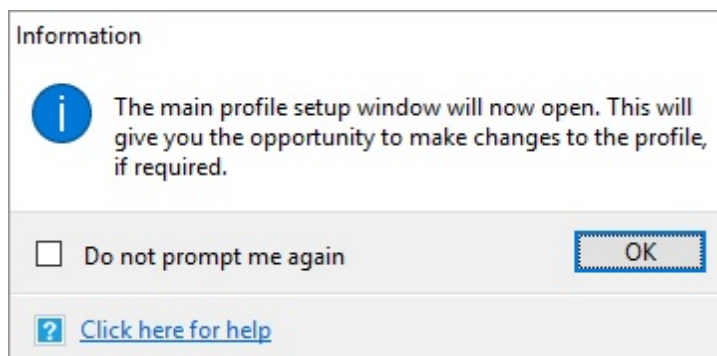 Information
The main profile setup window will now open. This will
give you the opportunity to make changes to the profile,
if required.
Do not prompt me again
OK
Click here for help